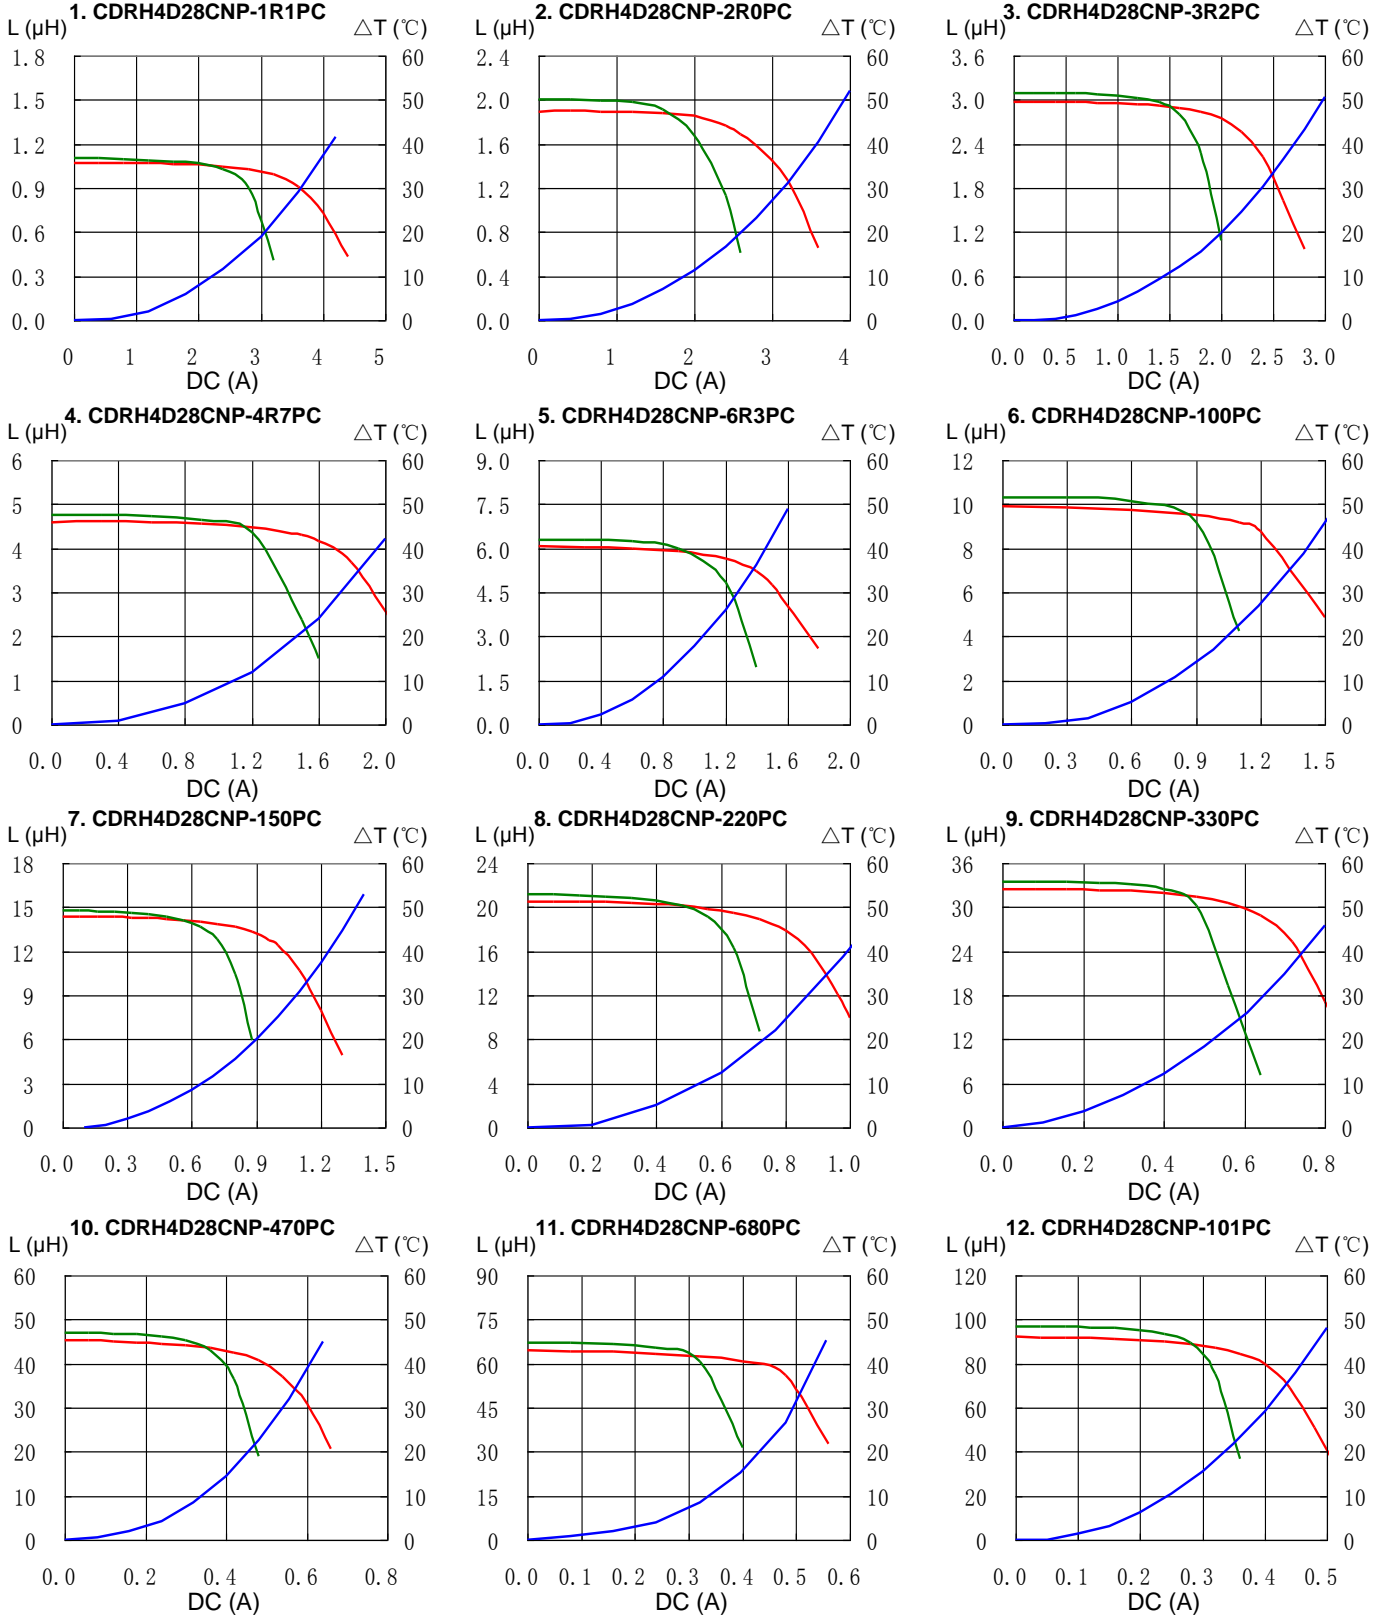 1. CDRH4D28CNP-1R1PC
L (μH) △T (℃)
1.8 60
1.5 50
1.2 40
0.9 30
0.6 20
0.3 10
0.0 0
0 1 2 3 4 5
DC (A)
2. CDRH4D28CNP-2R0PC
L (μH) △T (℃)
2.4 60
2.0 50
1.6 40
1.2 30
0.8 20
0.4 10
0.0 0
0 1 2 3 4
DC (A)
3. CDRH4D28CNP-3R2PC
L (μH) △T (℃)
3.6 60
3.0 50
2.4 40
1.8 30
1.2 20
0.6 10
0.0 0
0.0 0.5 1.0 1.5 2.0 2.5 3.0
DC (A)
4. CDRH4D28CNP-4R7PC
L (μH) △T (℃)
6 60
5 50
4 40
3 30
2 20
1 10
0 0
0.0 0.4 0.8 1.2 1.6 2.0
DC (A)
5. CDRH4D28CNP-6R3PC
L (μH) △T (℃)
9.0 60
7.5 50
6.0 40
4.5 30
3.0 20
1.5 10
0.0 0
0.0 0.4 0.8 1.2 1.6 2.0
DC (A)
6. CDRH4D28CNP-100PC
L (μH) △T (℃)
12 60
10 50
8 40
6 30
4 20
2 10
0 0
0.0 0.3 0.6 0.9 1.2 1.5
DC (A)
7. CDRH4D28CNP-150PC
L (μH) △T (℃)
18 60
15 50
12 40
9 30
6 20
3 10
0 0
0.0 0.3 0.6 0.9 1.2 1.5
DC (A)
8. CDRH4D28CNP-220PC
L (μH) △T (℃)
24 60
20 50
16 40
12 30
8 20
4 10
0 0
0.0 0.2 0.4 0.6 0.8 1.0
DC (A)
9. CDRH4D28CNP-330PC
L (μH) △T (℃)
36 60
30 50
24 40
18 30
12 20
6 10
0 0
0.0 0.2 0.4 0.6 0.8
DC (A)
10. CDRH4D28CNP-470PC
L (μH) △T (℃)
60 60
50 50
40 40
30 30
20 20
10 10
0 0
0.0 0.2 0.4 0.6 0.8
DC (A)
11. CDRH4D28CNP-680PC
L (μH) △T (℃)
90 60
75 50
60 40
45 30
30 20
15 10
0 0
0.0 0.1 0.2 0.3 0.4 0.5 0.6
DC (A)
12. CDRH4D28CNP-101PC
L (μH) △T (℃)
120 60
100 50
80 40
60 30
40 20
20 10
0 0
0.0 0.1 0.2 0.3 0.4 0.5
DC (A)